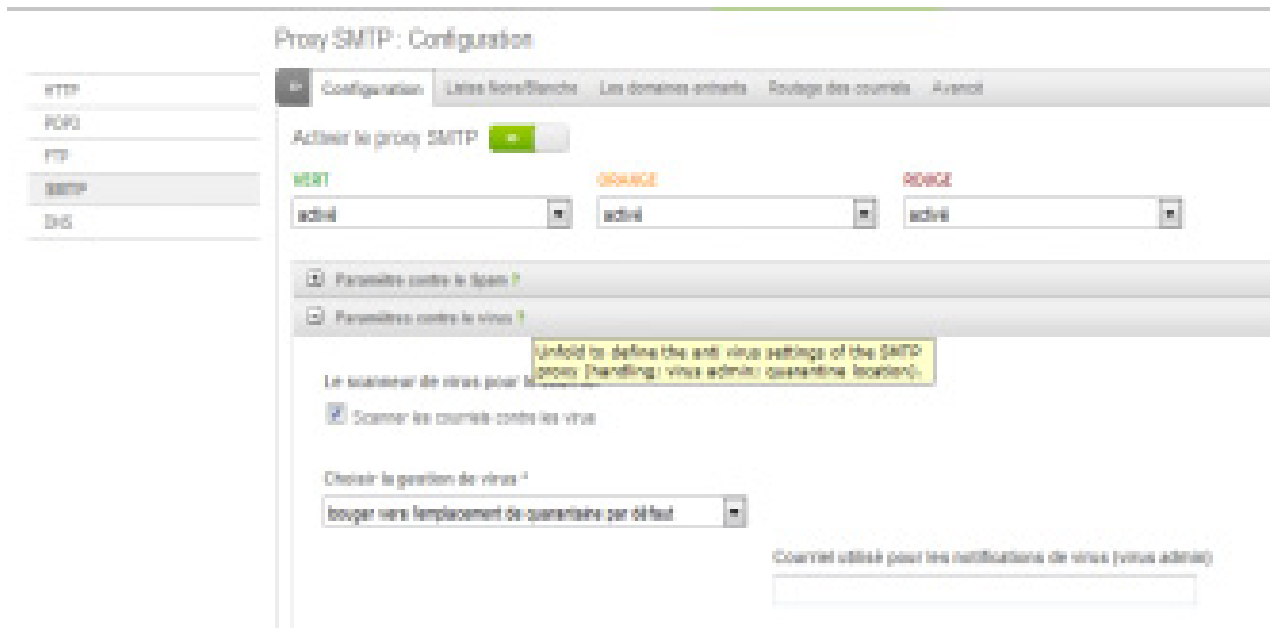 Proxy SMTP : Configuration
HTTP
POP3
FTP
SMTP
DNS
Configuration Listes Noire/Blanche Les domaines entrants Routage des courriels Avancé
Activer le proxy SMTP
VERT ORANGE ROUGE
activé activé activé
Paramètre contre le Spam ?
Paramètres contre le virus ?
Unfold to define the anti virus settings of the SMTP
proxy (handling; virus admin; quarantine location).
Le scanneur de virus pour
Scanner les courriels contre les virus
Choisir la gestion de virus *
bouger vers l'emplacement de quarantaine par défaut
Courriel utilisé pour les notifications de virus (virus admin)